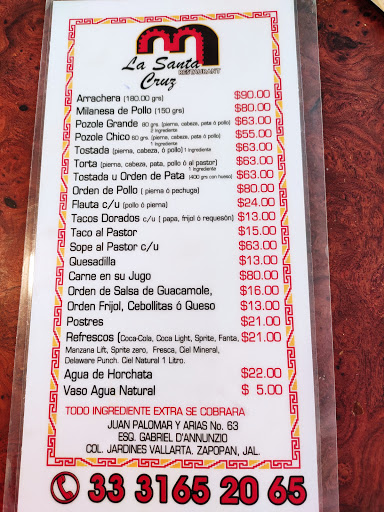 La Santa
RESTAURANT
Cruz
Arrachera (180.00 grs) $90.00
Milanesa de Pollo (150 grs) $80.00
Pozole Grande 80 grs. (pierna, cabeza, pata ó pollo) $63.00
2 Ingrediente
Pozole Chico 60 grs. (pierna, cabeza, ó pollo) $55.00
1 Ingrediente
Tostada (pierna, cabeza, ó pollo) 1 Ingrediente $63.00
Torta (pierna, cabeza, pata, pollo ó al pastor) $63.00
1 Ingrediente
Tostada u Orden de Pata (400 grs con hueso) $63.00
Orden de Pollo ( pierna ó pechuga) $80.00
Flauta c/u (pollo ó pierna) $24.00
Tacos Dorados c/u ( papa, frijol ó requesón) $13.00
Taco al Pastor $15.00
Sope al Pastor c/u $63.00
Quesadilla $13.00
Carne en su Jugo $80.00
Orden de Salsa de Guacamole, $16.00
Orden Frijol, Cebollitas ó Queso $13.00
Postres $21.00
Refrescos (Coca-Cola, Coca Light, Sprite, Fanta, $21.00
Manzana Lift, Sprite zero, Fresca, Ciel Mineral,
Delaware Punch. Ciel Natural 1 Litro.
Agua de Horchata $22.00
Vaso Agua Natural $ 5.00
TODO INGREDIENTE EXTRA SE COBRARA
JUAN PALOMAR Y ARIAS No. 63
ESQ. GABRIEL D'ANNUNZIO
COL. JARDINES VALLARTA. ZAPOPAN, JAL.
33 3165 20 65